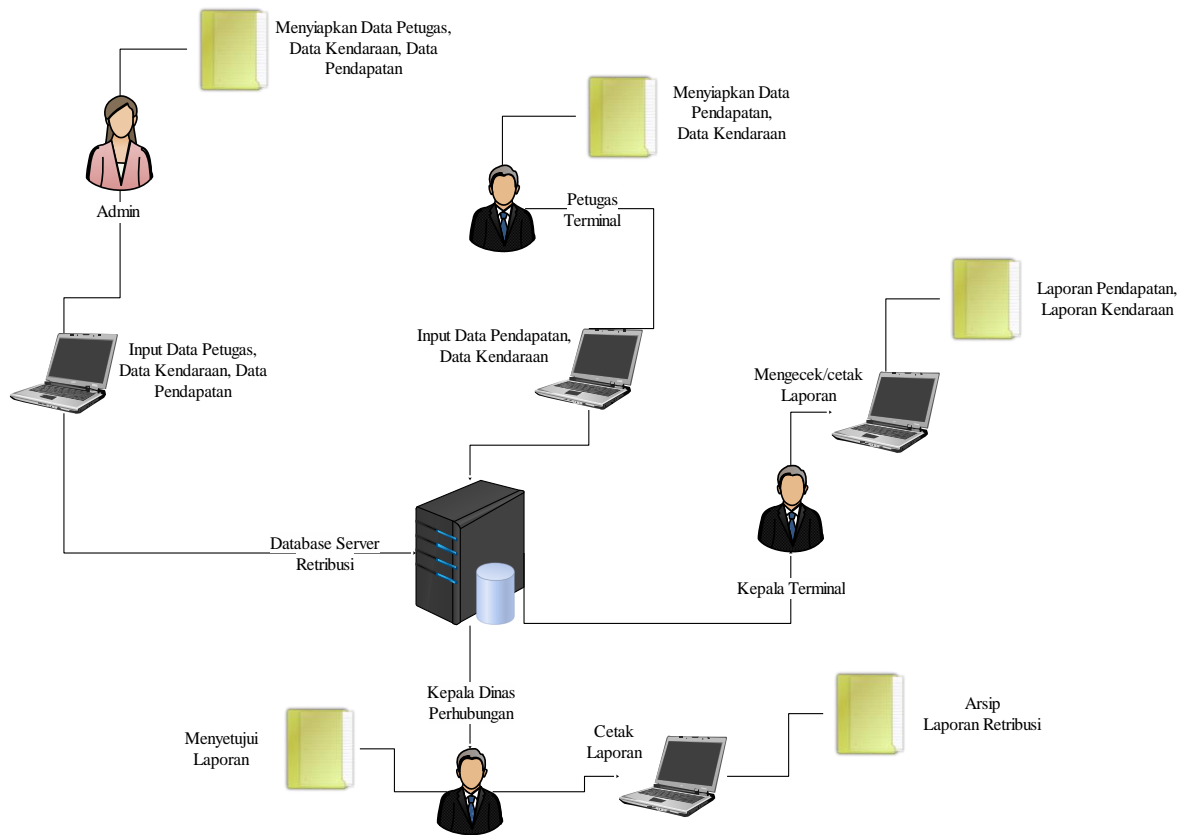 Menyiapkan Data Petugas,
Data Kendaraan, Data
Pendapatan
Menyiapkan Data
Pendapatan,
Data Kendaraan
Admin
Petugas
Terminal
Laporan Pendapatan,
Laporan Kendaraan
Input Data Petugas,
Data Kendaraan, Data
Pendapatan
Input Data Pendapatan,
Data Kendaraan
Mengecek/cetak
Laporan
Database Server
Retribusi
Kepala Terminal
Kepala Dinas
Perhubungan
Menyetujui
Laporan
Cetak
Laporan
Arsip
Laporan Retribusi